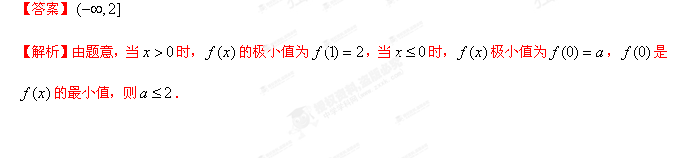 【答案】(−∞,2]
【解析】由题意，当 x>0 时，f(x) 的极小值为 f(1)=2，当 x≤0 时，f(x) 极小值为 f(0)=a，f(0) 是
f(x) 的最小值，则 a≤2．